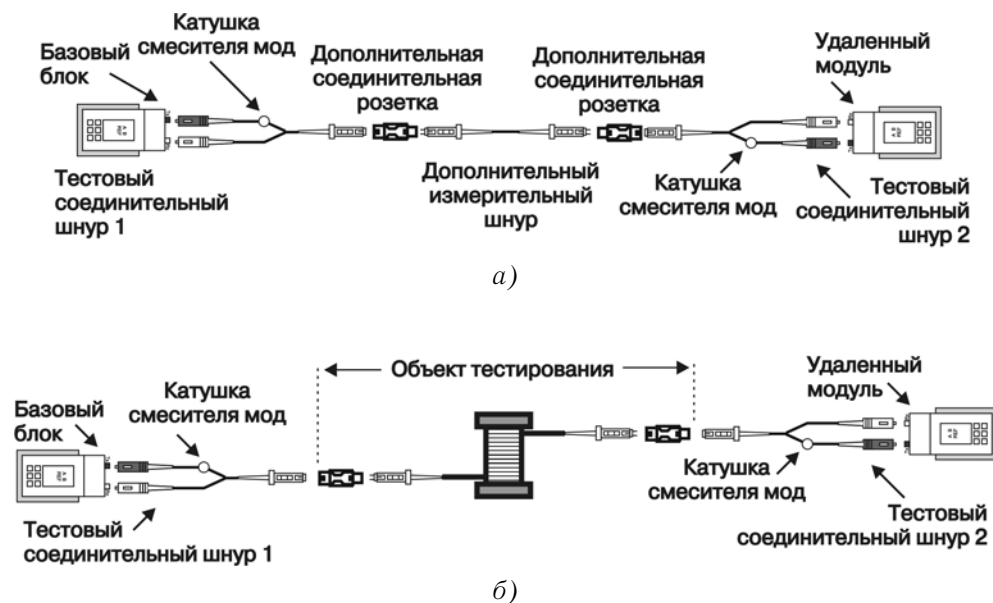 Катушка
смесителя мод
Базовый
блок
Дополнительная
соединительная
розетка
Дополнительная
соединительная
розетка
Удаленный
модуль
Тестовый
соединительный
шнур 1
Дополнительный
измерительный
шнур
Катушка
смесителя мод
Тестовый
соединительный
шнур 2
а)
Объект тестирования
Базовый
блок
Катушка
смесителя мод
Удаленный
модуль
Тестовый
соединительный шнур 1
Катушка
смесителя мод
Тестовый
соединительный шнур 2
б)